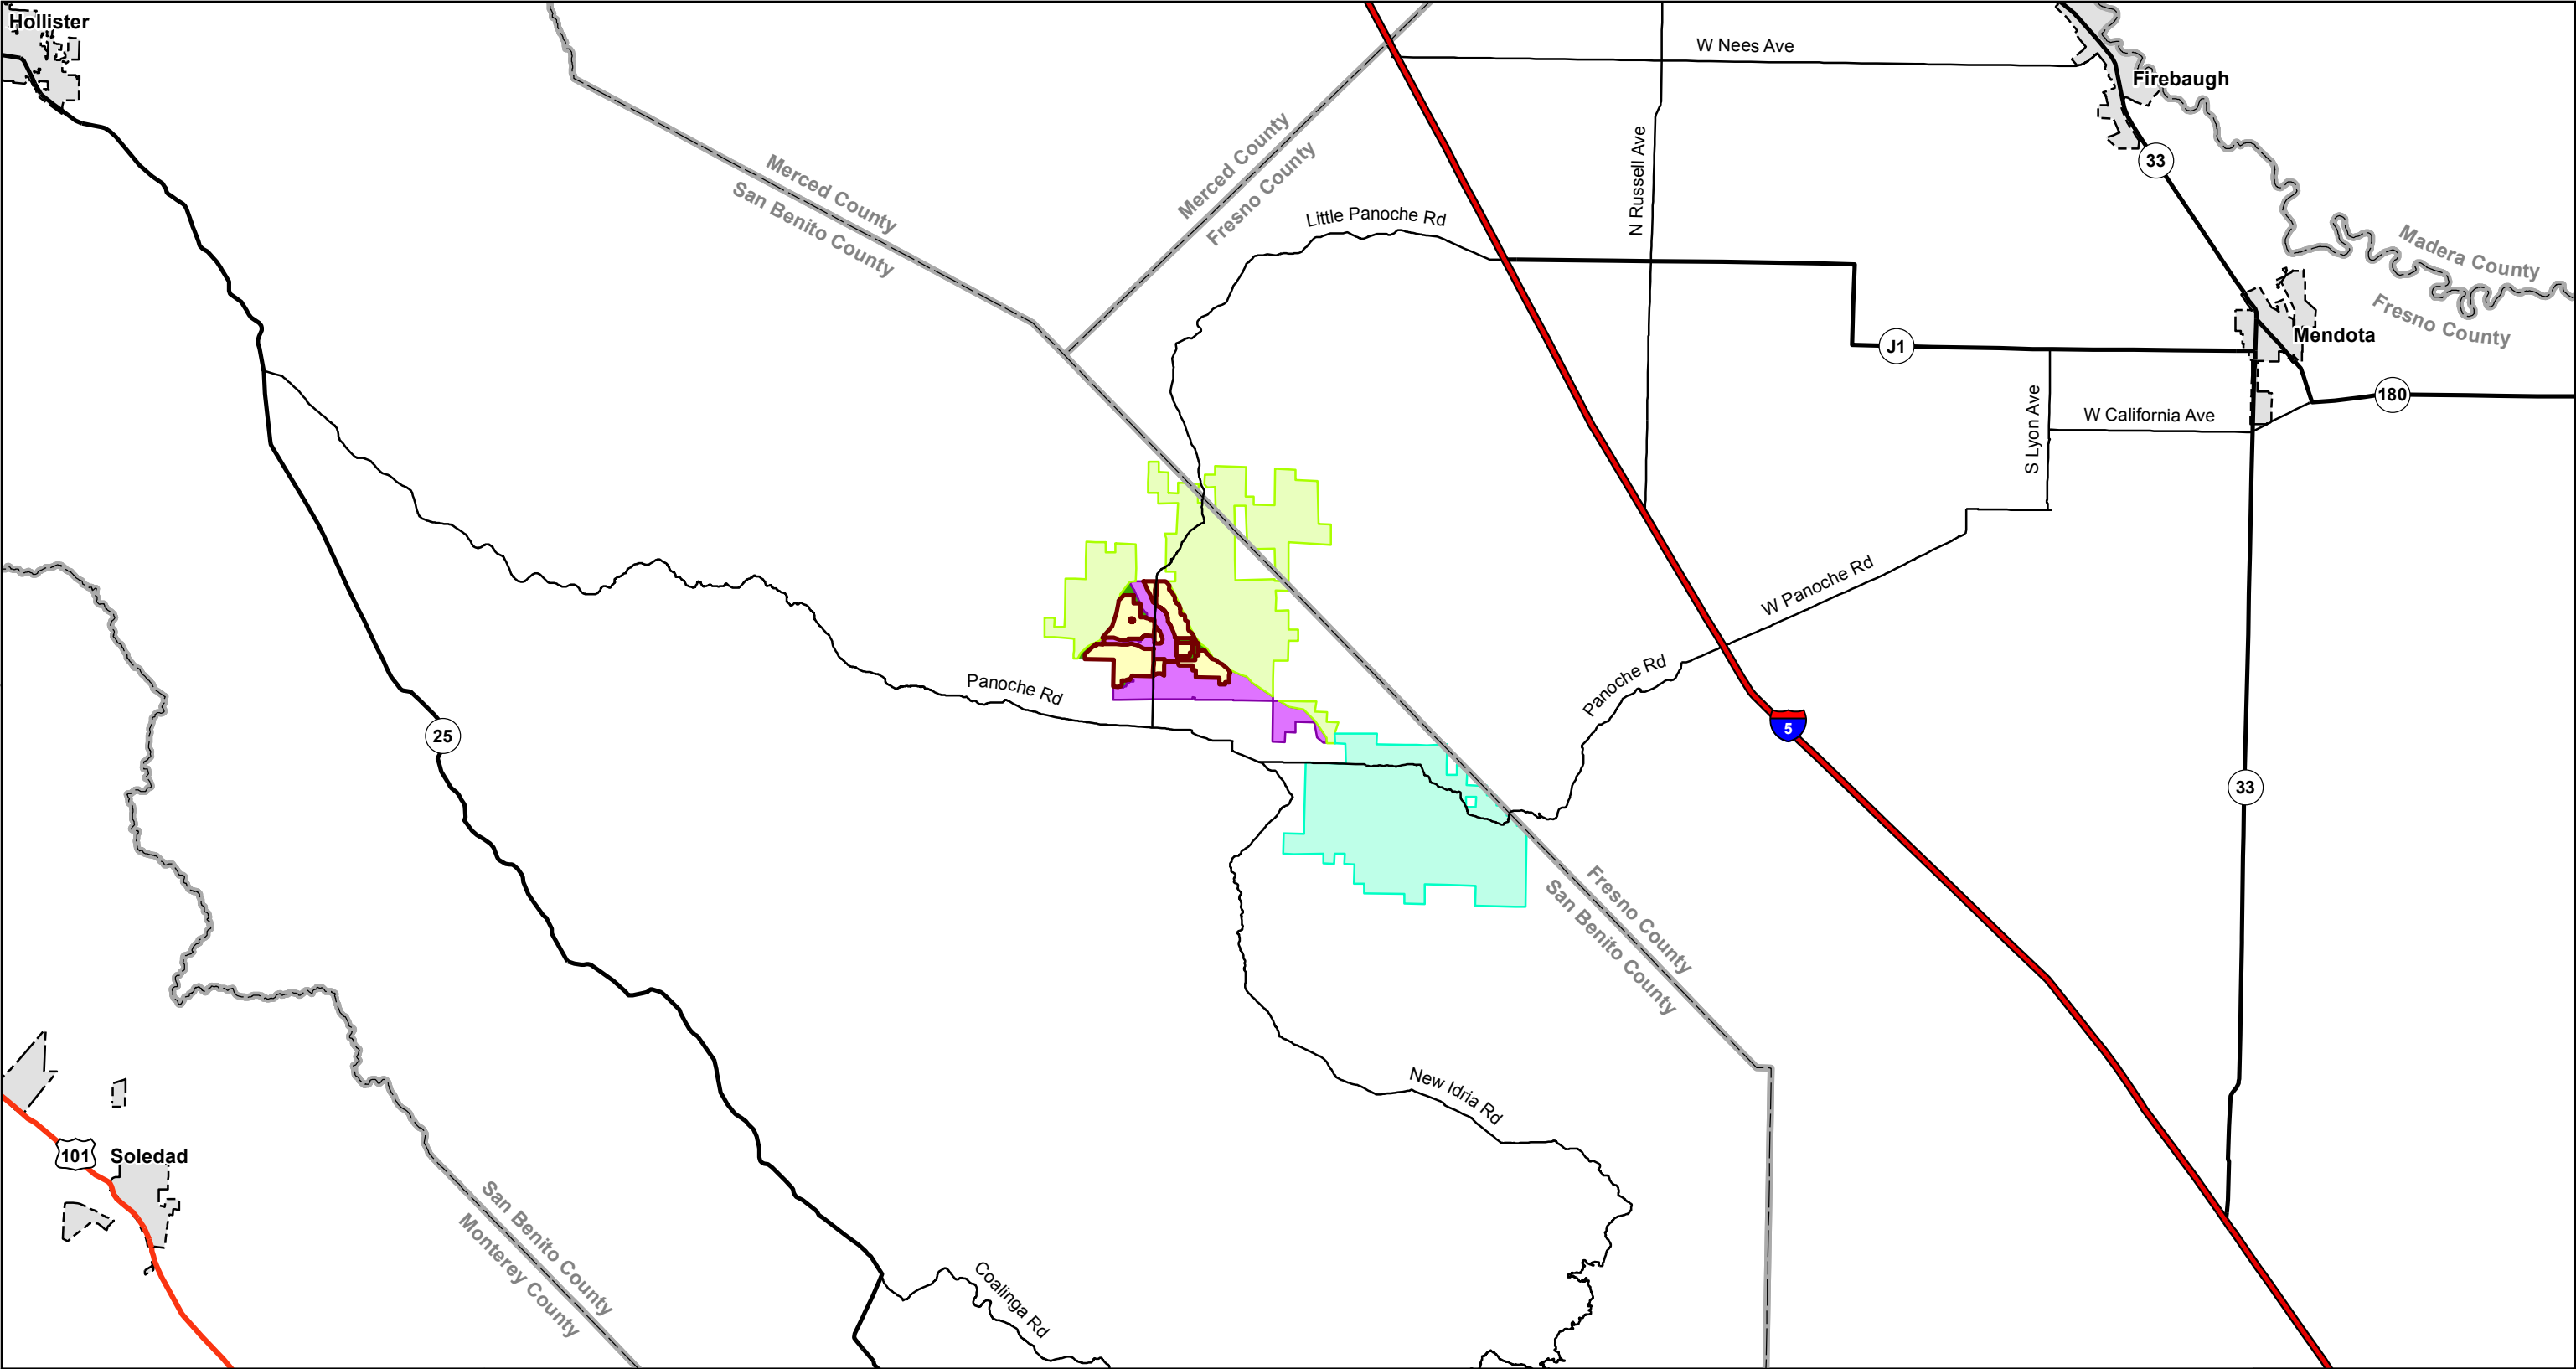 Hollister
W Nees Ave
Firebaugh
Merced County
San Benito County
Merced County
Fresno County
N Russell Ave
33
Little Panoche Rd
Madera County
Fresno County
Mendota
J1
180
S Lyon Ave
W California Ave
W Panoche Rd
Panoche Rd
Panoche Rd
25
5
33
Fresno County
San Benito County
New Idria Rd
101
Soledad
San Benito County
Monterey County
Coalinga Rd